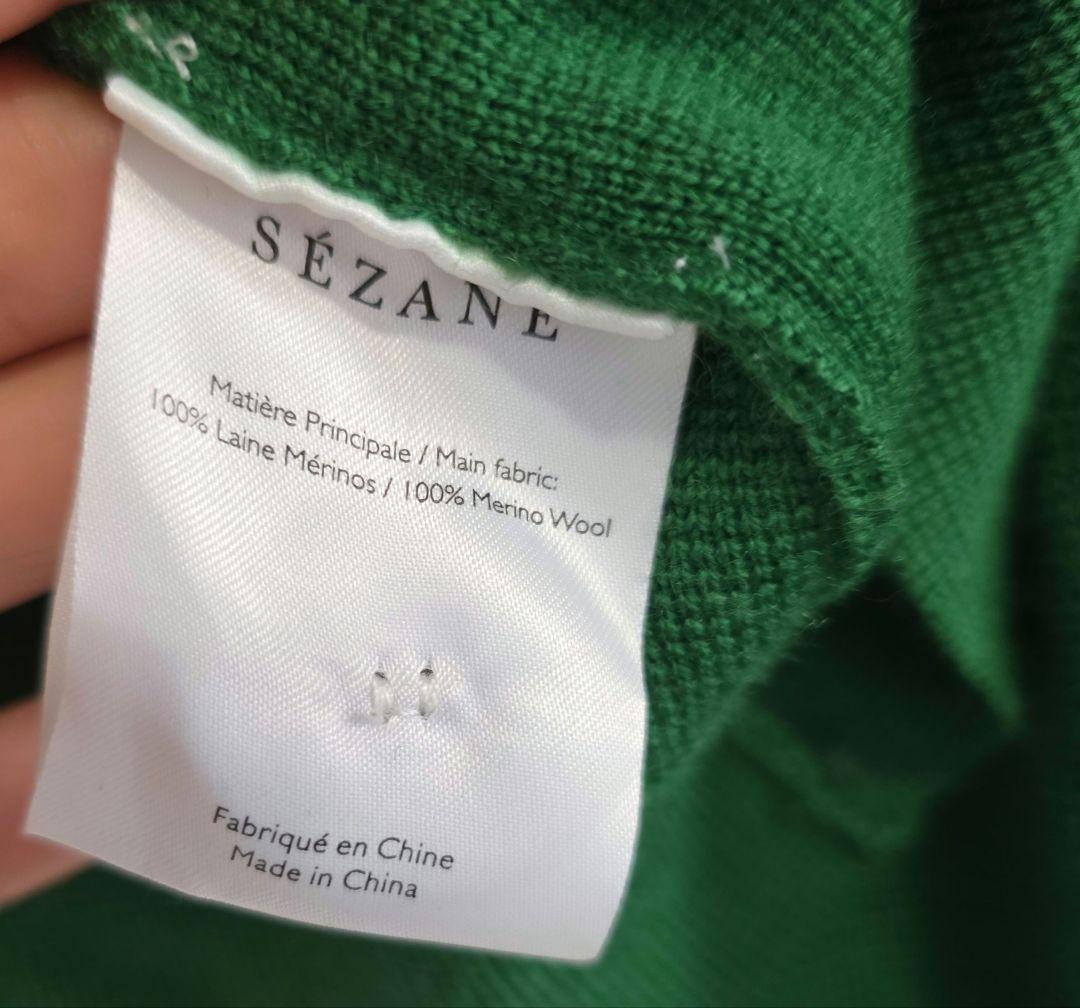 SÉZANE
Matière Principale / Main fabric:
100% Laine Mérinos / 100% Merino Wool
Fabriqué en Chine
Made in China